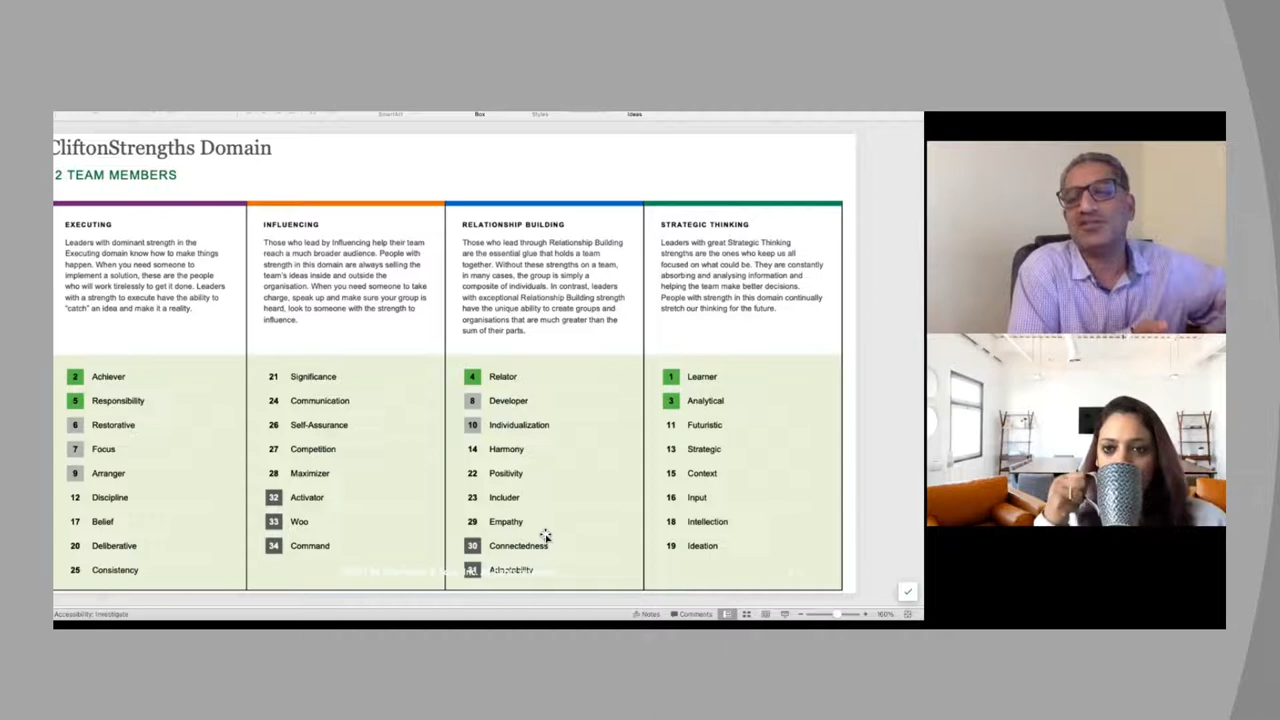 SmartArt
Box
Styles
Ideas
CliftonStrengths Domain
2 TEAM MEMBERS
EXECUTING
Leaders with dominant strength in the
Executing domain know how to make things
happen. When you need someone to
implement a solution, these are the people
who will work tirelessly to get it done. Leaders
with a strength to execute have the ability to
"catch" an idea and make it a reality.
INFLUENCING
Those who lead by Influencing help their team
reach a much broader audience. People with
strength in this domain are always selling the
team's ideas inside and outside the
organisation. When you need someone to take
charge, speak up and make sure your group is
heard, look to someone with the strength to
influence.
RELATIONSHIP BUILDING
Those who lead through Relationship Building
are the essential glue that holds a team
together. Without these strengths on a team,
in many cases, the group is simply a
composite of individuals. In contrast, leaders
with exceptional Relationship Building strength
have the unique ability to create groups and
organisations that are much greater than the
sum of their parts.
STRATEGIC THINKING
Leaders with great Strategic Thinking
strengths are the ones who keep us all
focused on what could be. They are constantly
absorbing and analysing information and
helping the team make better decisions.
People with strength in this domain continually
stretch our thinking for the future.
2 Achiever
5 Responsibility
6 Restorative
7 Focus
9 Arranger
12 Discipline
17 Belief
20 Deliberative
25 Consistency
21 Significance
24 Communication
26 Self-Assurance
27 Competition
28 Maximizer
32 Activator
33 Woo
34 Command
4 Relator
8 Developer
10 Individualization
14 Harmony
22 Positivity
23 Includer
29 Empathy
30 Connectedness
31 Adaptability
1 Learner
3 Analytical
11 Futuristic
13 Strategic
15 Context
16 Input
18 Intellection
19 Ideation
Accessibility: Investigate
Notes
Comments
160%